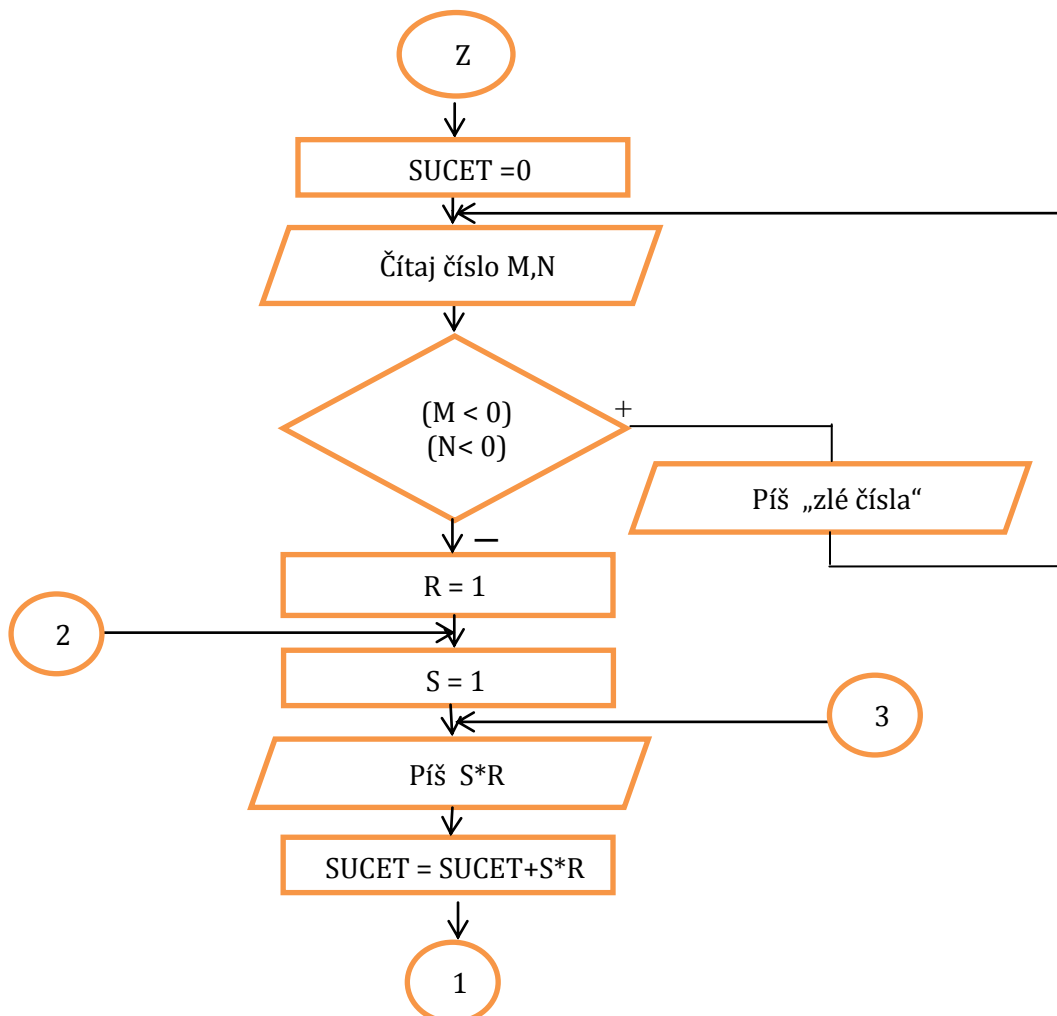 Z
SUCET =0
Čítaj číslo M,N
(M < 0)
(N< 0)
+
Píš „zlé čísla“
–
R = 1
2
S = 1
3
Píš S*R
SUCET = SUCET+S*R
1